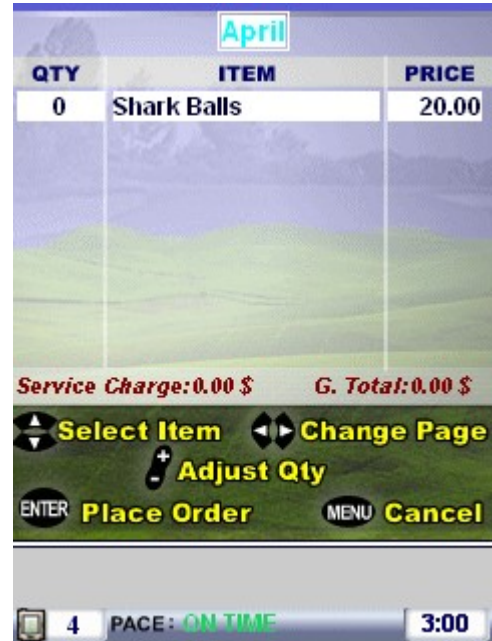 April
QTY ITEM PRICE
0 Shark Balls 20.00
Service Charge:0.00 $ G. Total:0.00 $
Select Item Change Page
+
- Adjust Qty
ENTER Place Order MENU Cancel
4 PACE: ON TIME 3:00